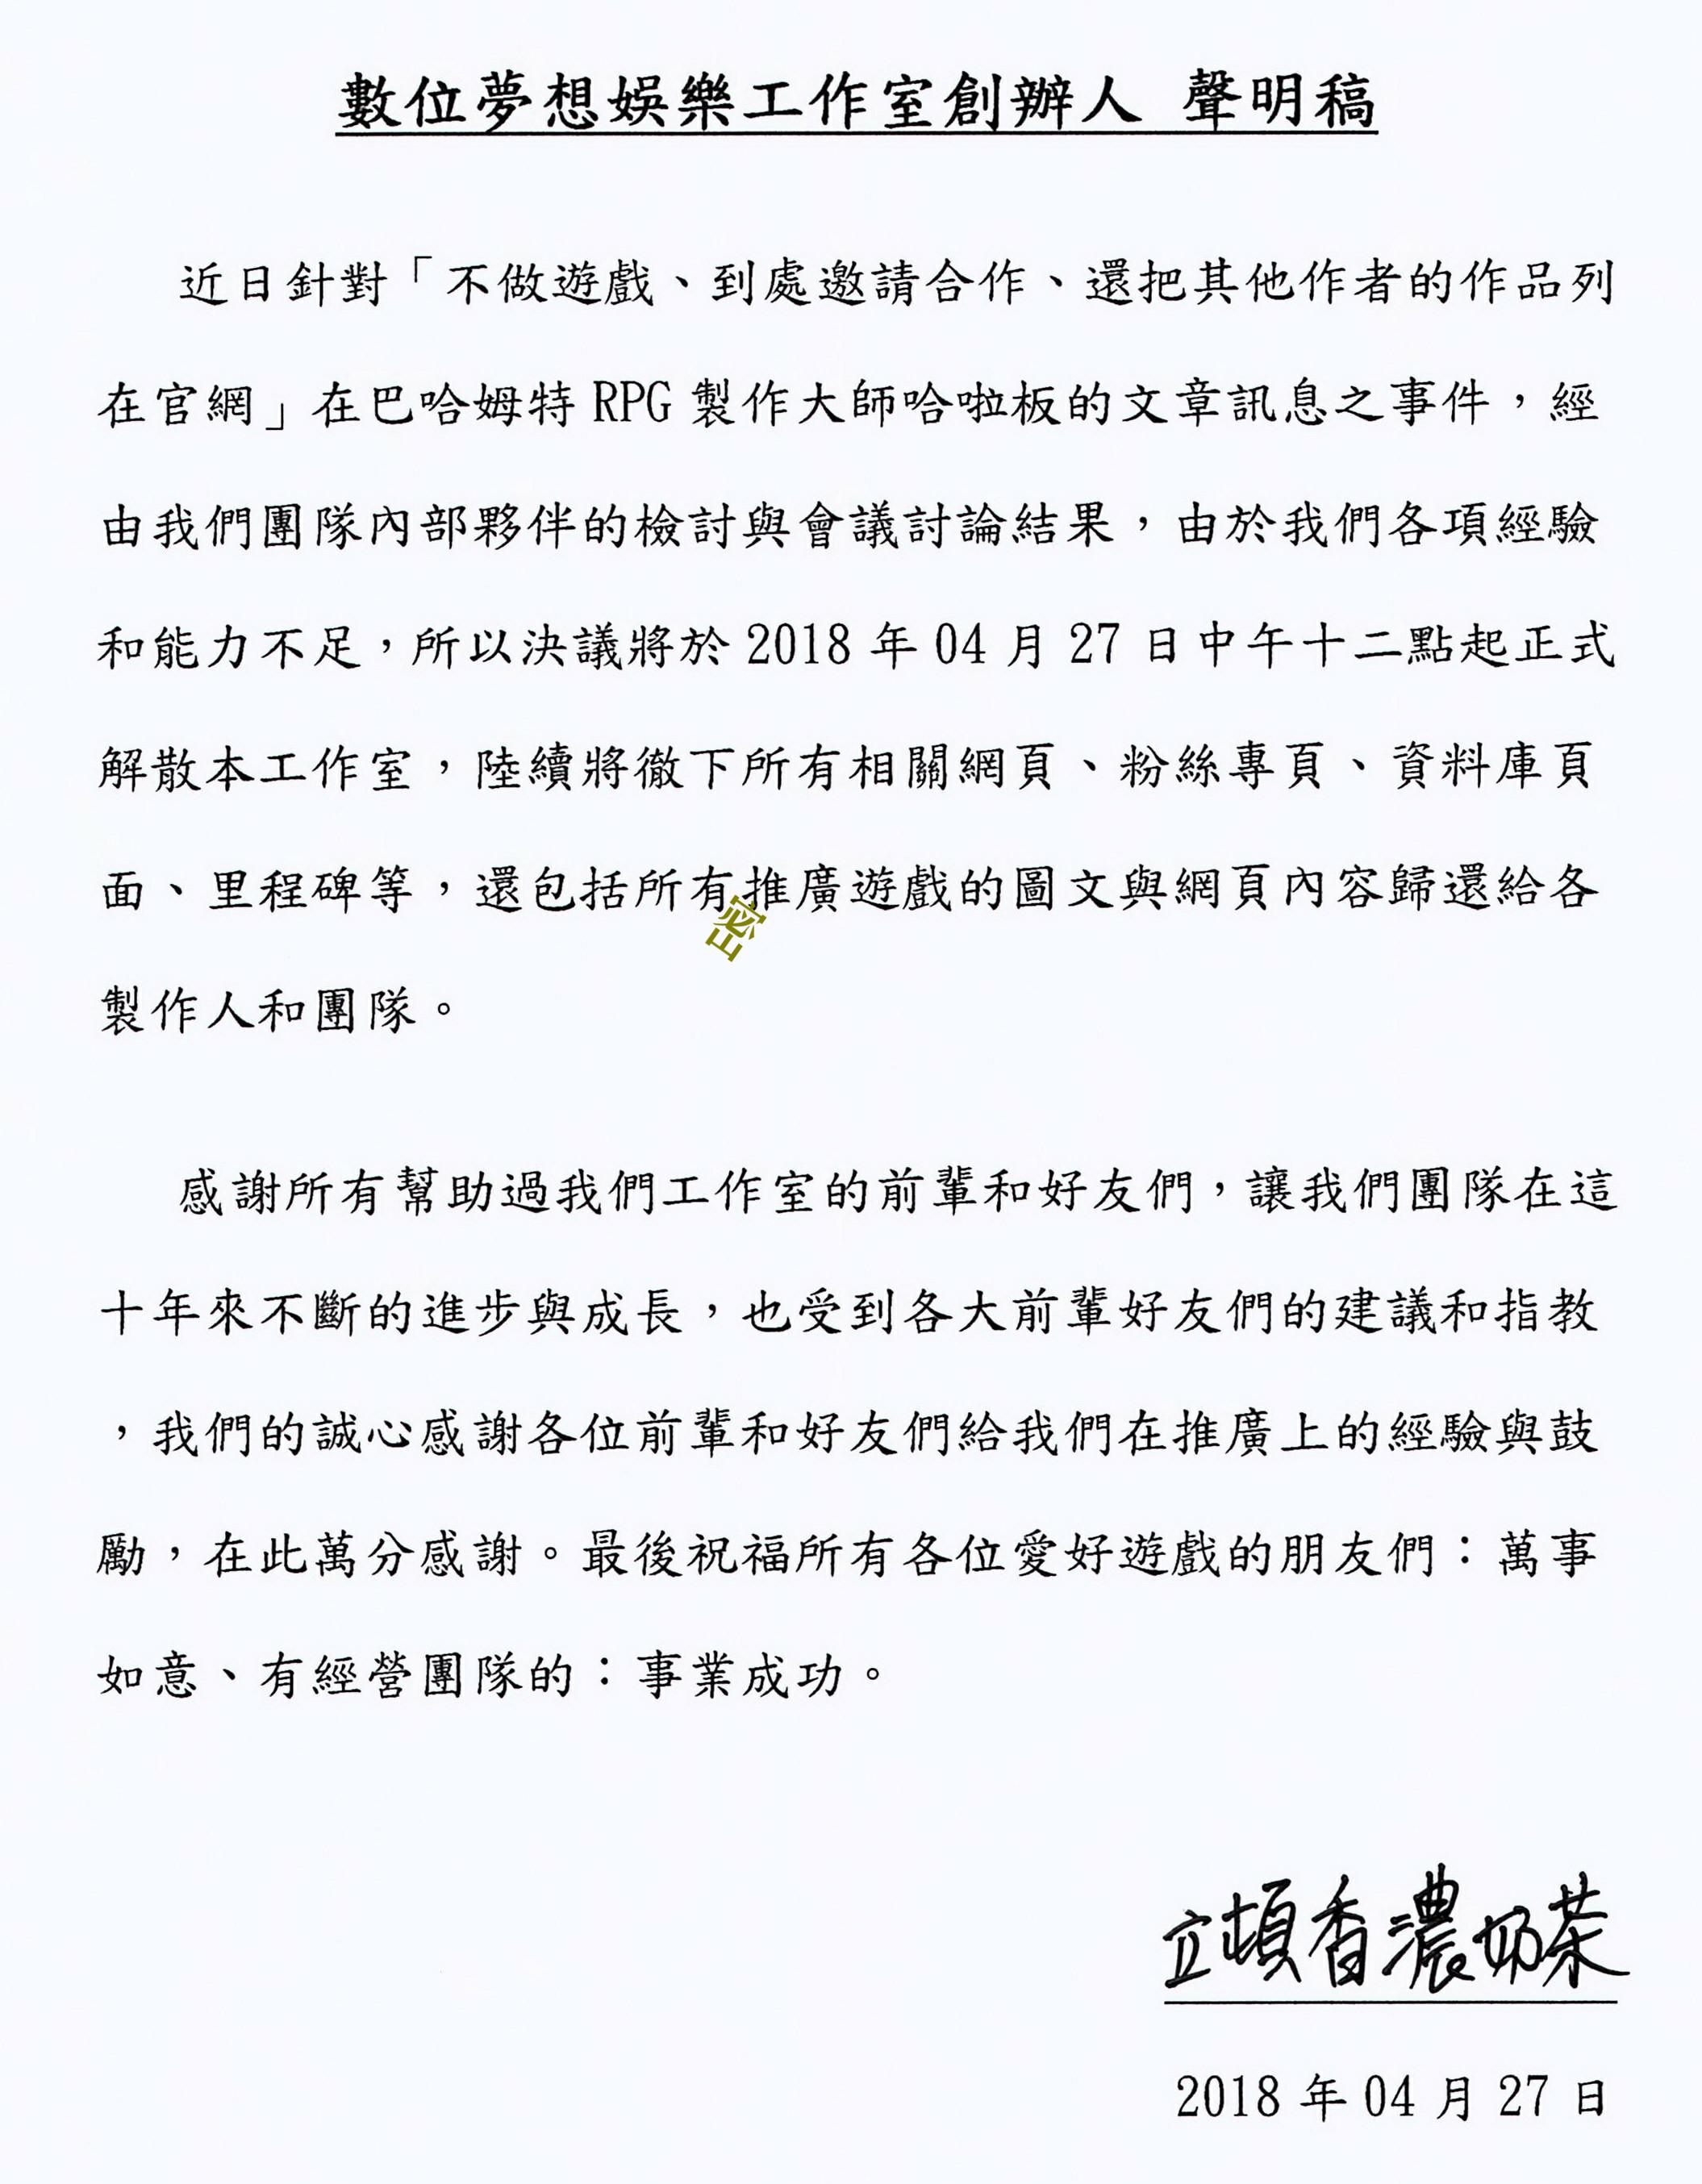 數位夢想娛樂工作室創辦人 聲明稿
近日針對「不做遊戲、到處邀請合作、還把其他作者的作品列
在官網」在巴哈姆特 RPG 製作大師哈啦板的文章訊息之事件，經
由我們團隊內部夥伴的檢討與會議討論結果，由於我們各項經驗
和能力不足，所以決議將於 2018 年 04 月 27 日中午十二點起正式
解散本工作室，陸續將徹下所有相關網頁、粉絲專頁、資料庫頁
面、里程碑等，還包括所有推廣遊戲的圖文與網頁內容歸還給各
密
製作人和團隊。
感謝所有幫助過我們工作室的前輩和好友們，讓我們團隊在這
十年來不斷的進步與成長，也受到各大前輩好友們的建議和指教
，我們的誠心感謝各位前輩和好友們給我們在推廣上的經驗與鼓
勵，在此萬分感謝。最後祝福所有各位愛好遊戲的朋友們：萬事
如意、有經營團隊的：事業成功。
立頓香濃奶茶
2018 年 04 月 27 日